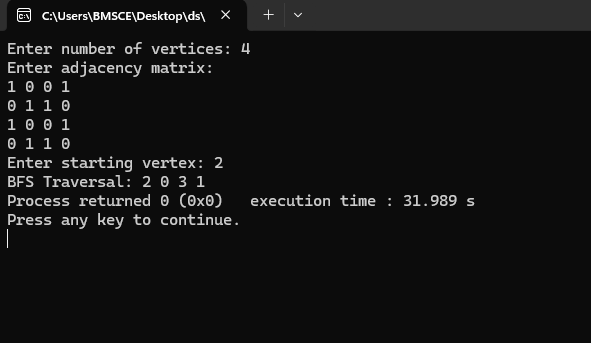 C:\Users\BMSCE\Desktop\ds\
Enter number of vertices: 4
Enter adjacency matrix:
1 0 0 1
0 1 1 0
1 0 0 1
0 1 1 0
Enter starting vertex: 2
BFS Traversal: 2 0 3 1
Process returned 0 (0x0)   execution time : 31.989 s
Press any key to continue.